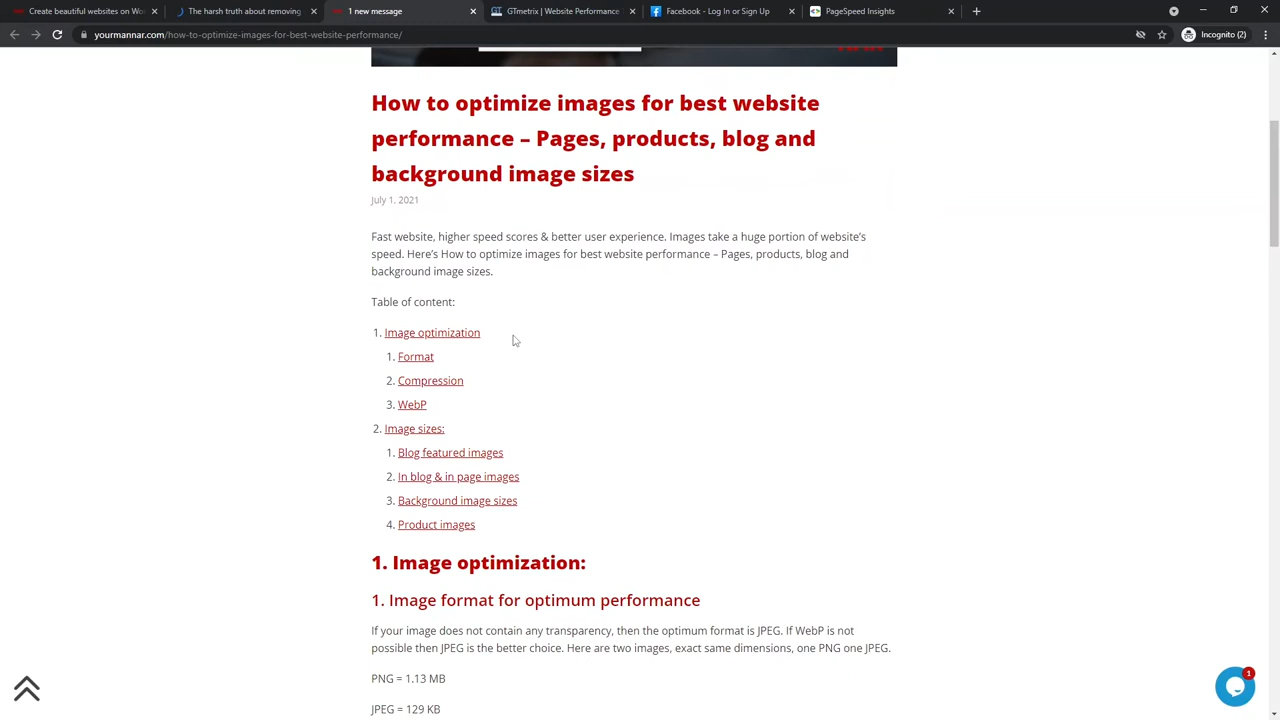 Create beautiful websites on Wo
The harsh truth about removing
1 new message
GTmetrix | Performance
Facebook - Log In or Sign Up
PageSpeed Insights
yourmannar.com/how-to-optimize-images-for-best-website-performance/
Incognito (2)
How to optimize images for best website
performance – Pages, products, blog and
background image sizes
July 1, 2021
Fast website, higher speed scores & better user experience. Images take a huge portion of website's
speed. Here's How to optimize images for best website performance – Pages, products, blog and
background image sizes.
Table of content:
1. Image optimization
1. Format
2. Compression
3. WebP
2. Image sizes:
1. Blog featured images
2. In blog & in page images
3. Background image sizes
4. Product images
1. Image optimization:
1. Image format for optimum performance
If your image does not contain any transparency, then the optimum format is JPEG. If WebP is not
possible then JPEG is the better choice. Here are two images, exact same dimensions, one PNG one JPEG.
PNG = 1.13 MB
JPEG = 129 KB
1